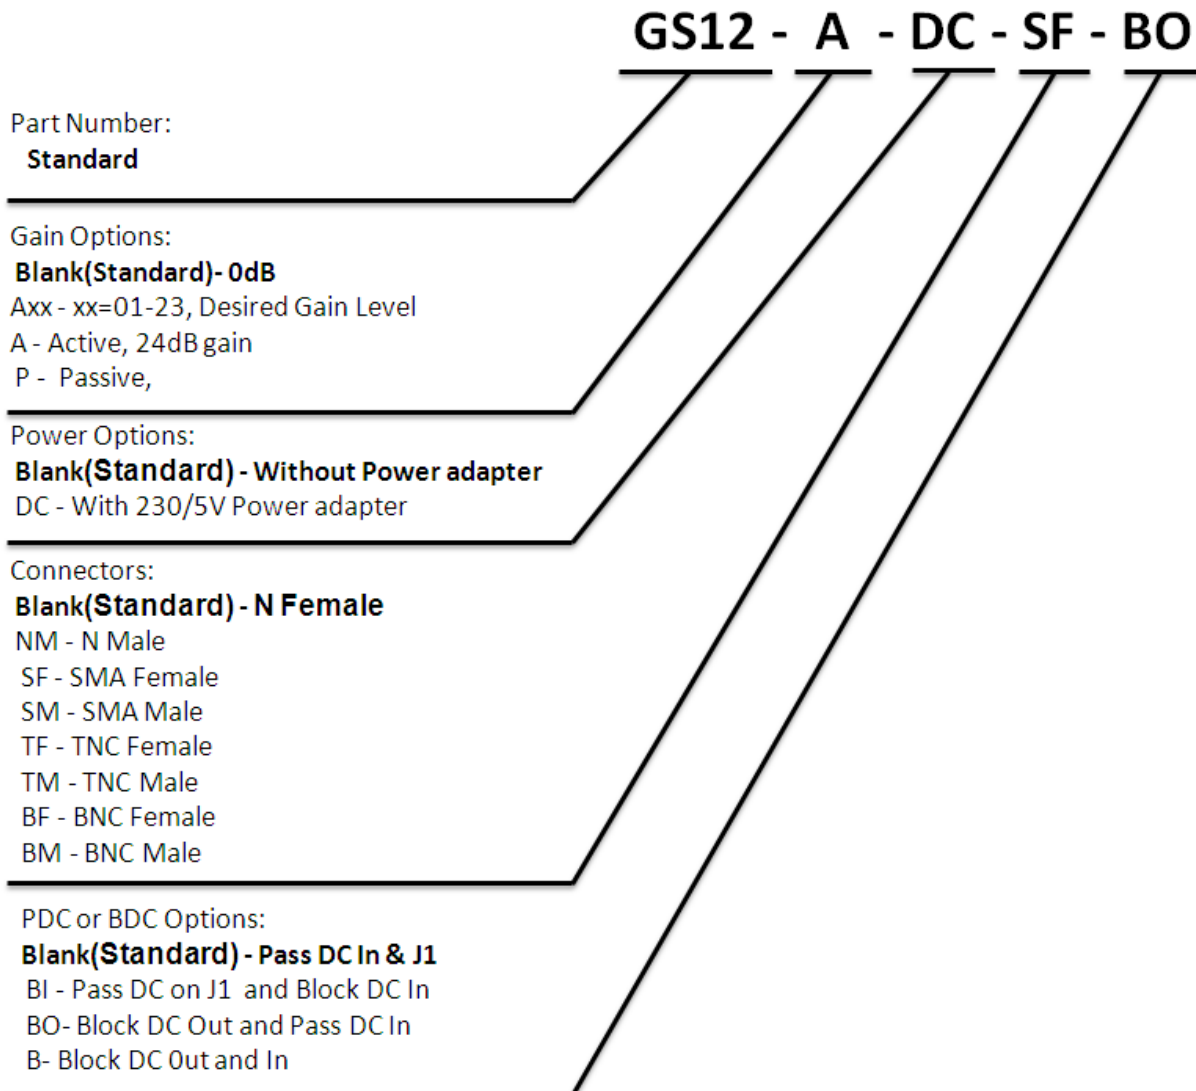 GS12 - A - DC - SF - BO
Part Number:
Standard
Gain Options:
Blank(Standard)- 0dB
Axx - xx=01-23, Desired Gain Level
A - Active, 24dB gain
P - Passive,
Power Options:
Blank(Standard) - Without Power adapter
DC - With 230/5V Power adapter
Connectors:
Blank(Standard) - N Female
NM - N Male
SF - SMA Female
SM - SMA Male
TF - TNC Female
TM - TNC Male
BF - BNC Female
BM - BNC Male
PDC or BDC Options:
Blank(Standard) - Pass DC In & J1
BI - Pass DC on J1 and Block DC In
BO- Block DC Out and Pass DC In
B- Block DC 0ut and In